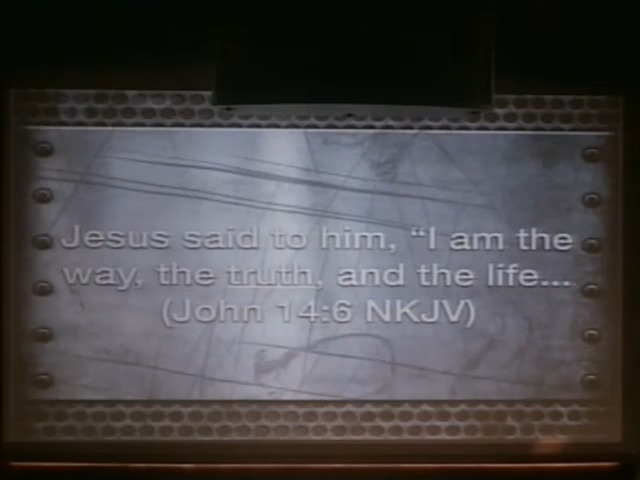 Jesus said to him, “I am the
way, the truth, and the life...
(John 14:6 NKJV)